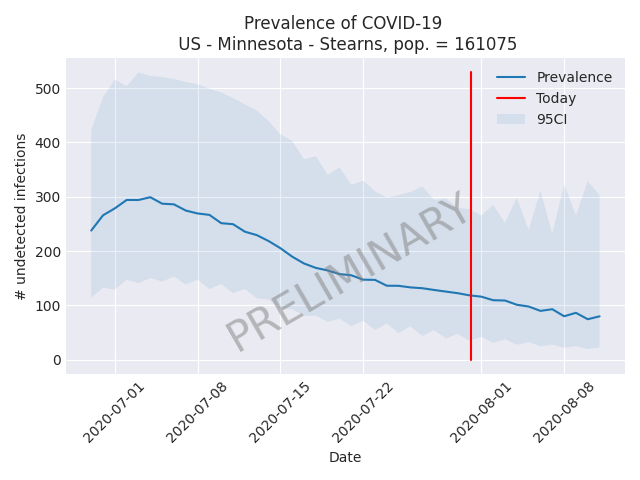 Prevalence of COVID-19
US - Minnesota - Stearns, pop. = 161075
# undetected infections
500
400
300
200
100
0
Prevalence
Today
95CI
PRELIMINARY
2020-07-01
2020-07-08
2020-07-15
2020-07-22
2020-08-01
2020-08-08
Date